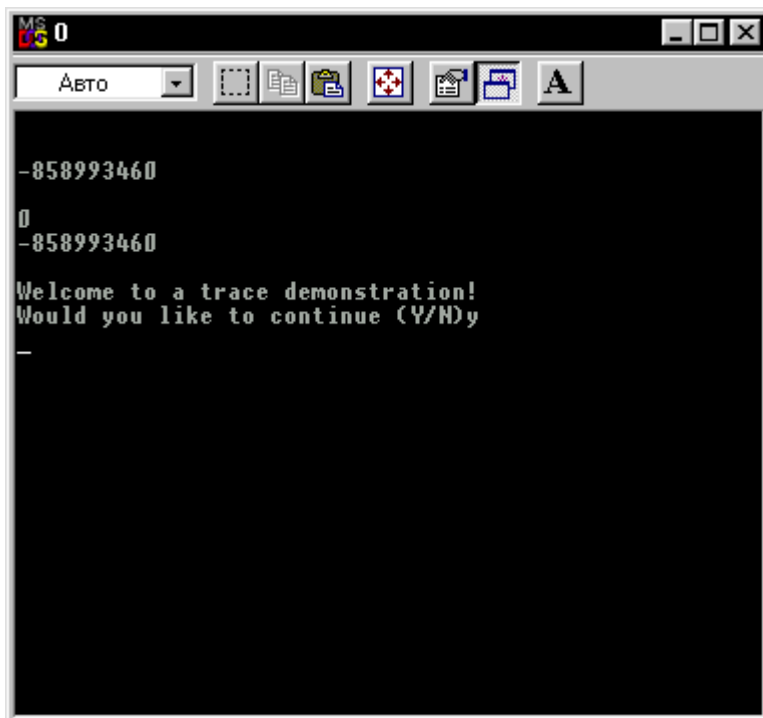 MS DOS 0
Авто
A
-858993460
0
-858993460
Welcome to a trace demonstration!
Would you like to continue (Y/N)y